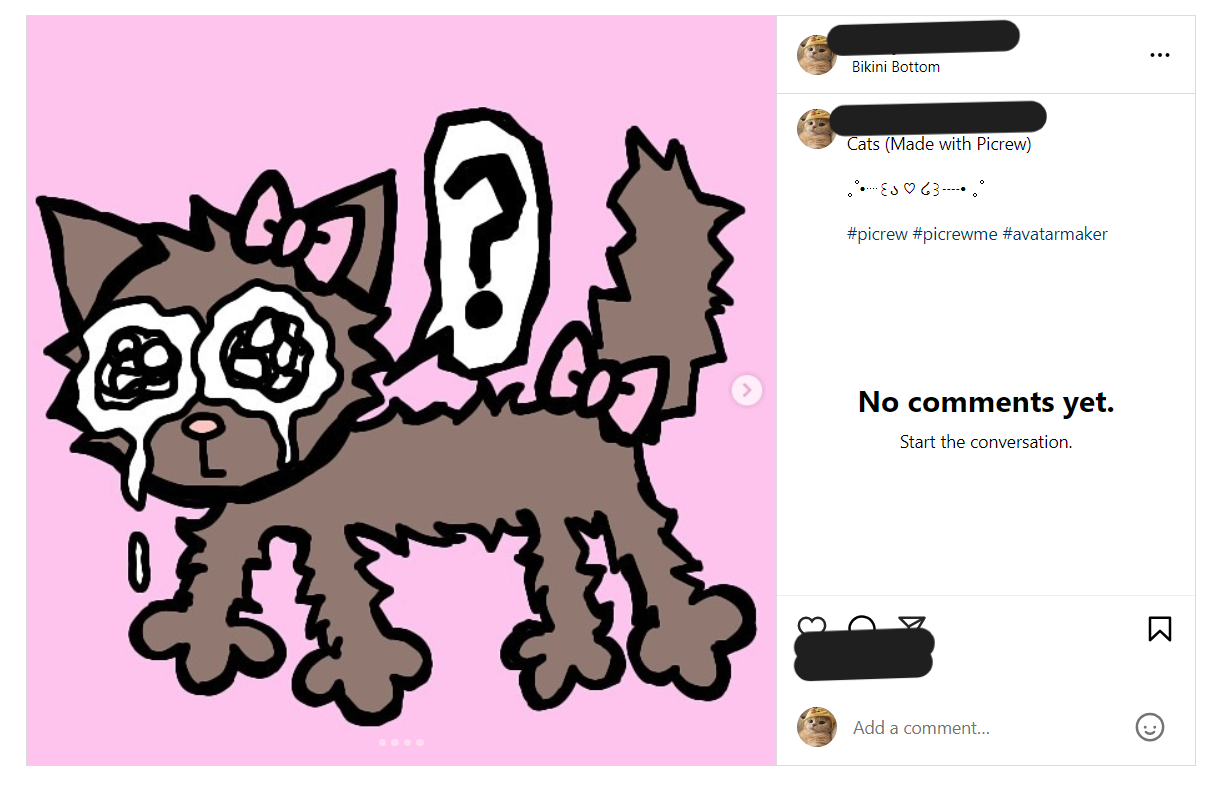 ?
Bikini Bottom
Cats (Made with Picrew)
｡˚•┈꒰ა ♡ ໒꒱----• ｡˚
#picrew #picrewme #avatarmaker
No comments yet.
Start the conversation.
Add a comment...